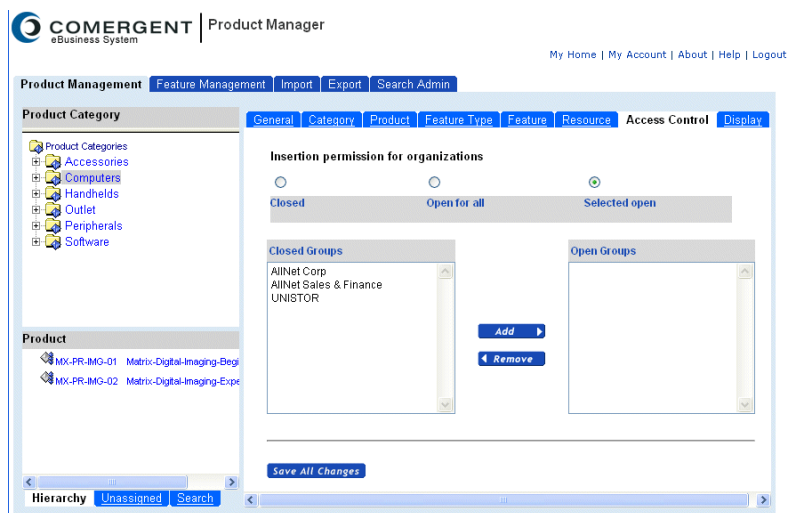 COMERGENT
eBusiness System
Product Manager
My Home | My Account | About | Help | Logout
Product Management Feature Management Import Export Search Admin
Product Category
General Category Product Feature Type Feature Resource Access Control Display
Product Categories
Accessories
Computers
Handhelds
Outlet
Peripherals
Software
Insertion permission for organizations
Closed Open for all Selected open
Closed Groups Open Groups
AllNet Corp
AllNet Sales & Finance
UNISTOR
Add
Remove
Product
MX-PR-IMG-01 Matrix-Digital-Imaging-Begi
MX-PR-IMG-02 Matrix-Digital-Imaging-Expe
Save All Changes
Hierarchy Unassigned Search